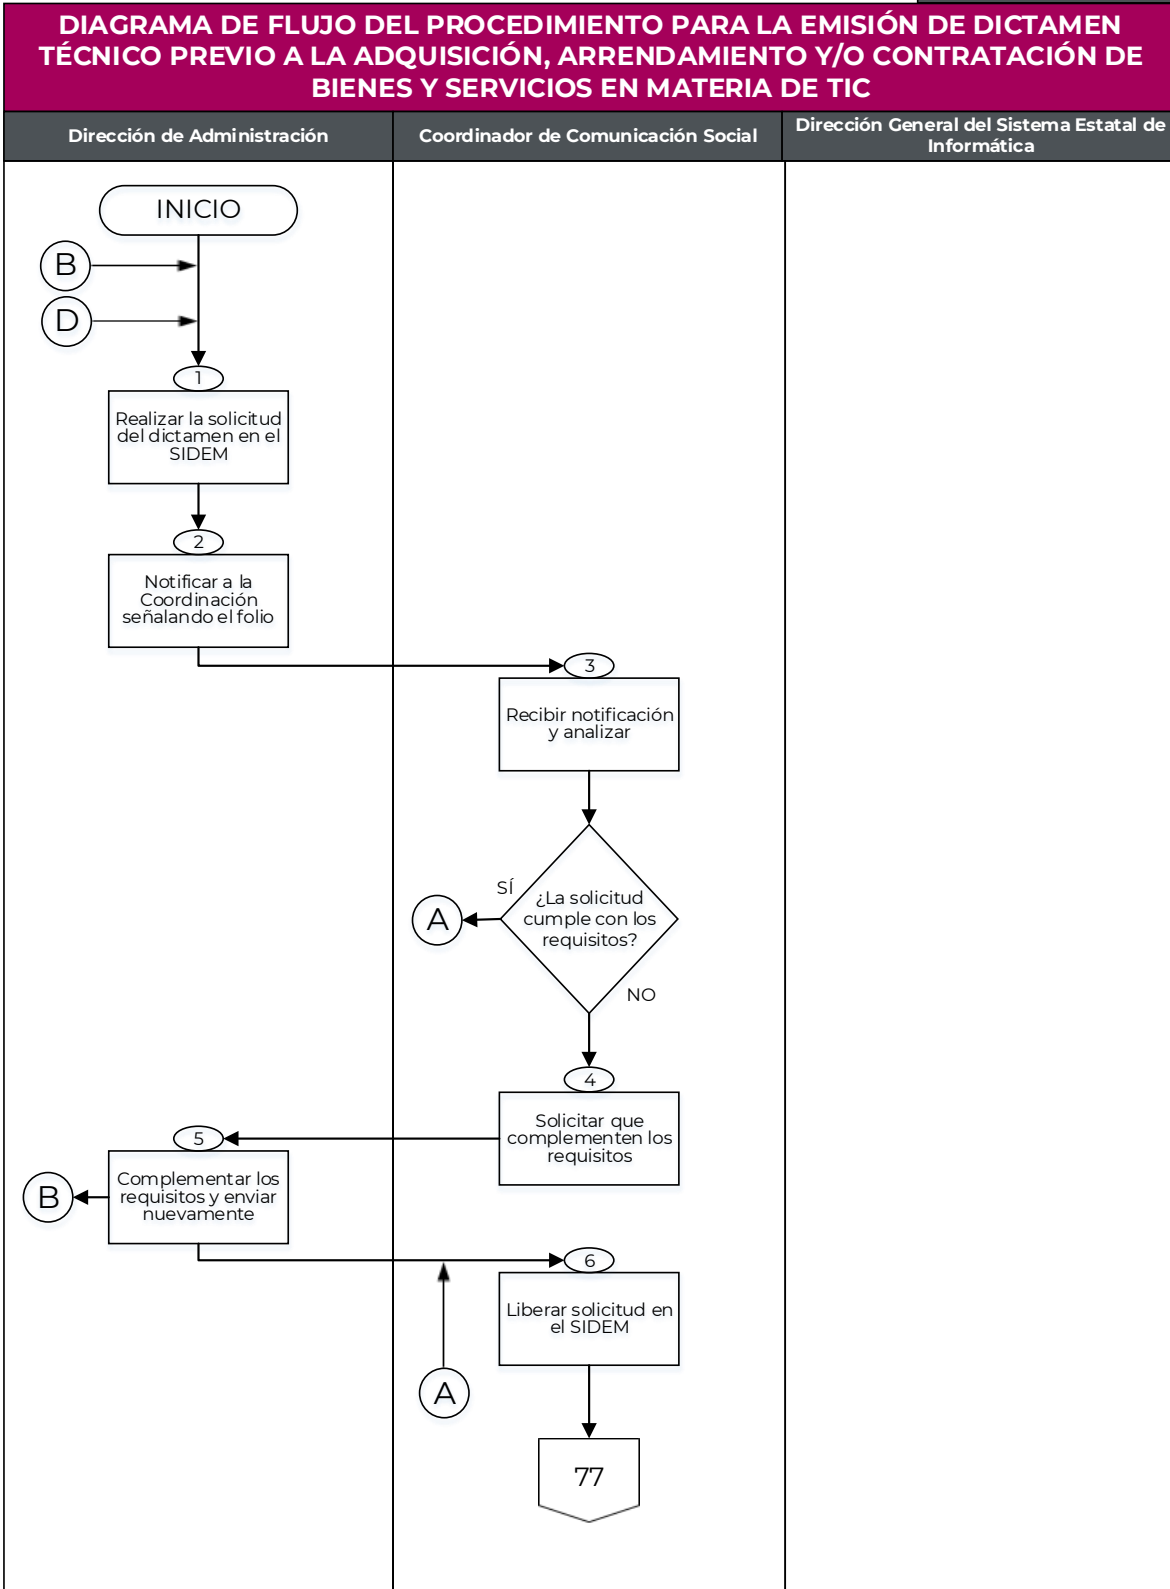 DIAGRAMA DE FLUJO DEL PROCEDIMIENTO PARA LA EMISIÓN DE DICTAMEN
TÉCNICO PREVIO A LA ADQUISICIÓN, ARRENDAMIENTO Y/O CONTRATACIÓN DE
BIENES Y SERVICIOS EN MATERIA DE TIC
Dirección de Administración
Coordinador de Comunicación Social
Dirección General del Sistema Estatal de
Informática
INICIO
B
D
1
Realizar la solicitud
del dictamen en el
SIDEM
2
Notificar a la
Coordinación
señalando el folio
3
Recibir notificación
y analizar
SÍ
¿La solicitud
cumple con los
requisitos?
A
NO
4
Solicitar que
complementen los
requisitos
5
Complementar los
requisitos y enviar
nuevamente
B
6
Liberar solicitud en
el SIDEM
A
77